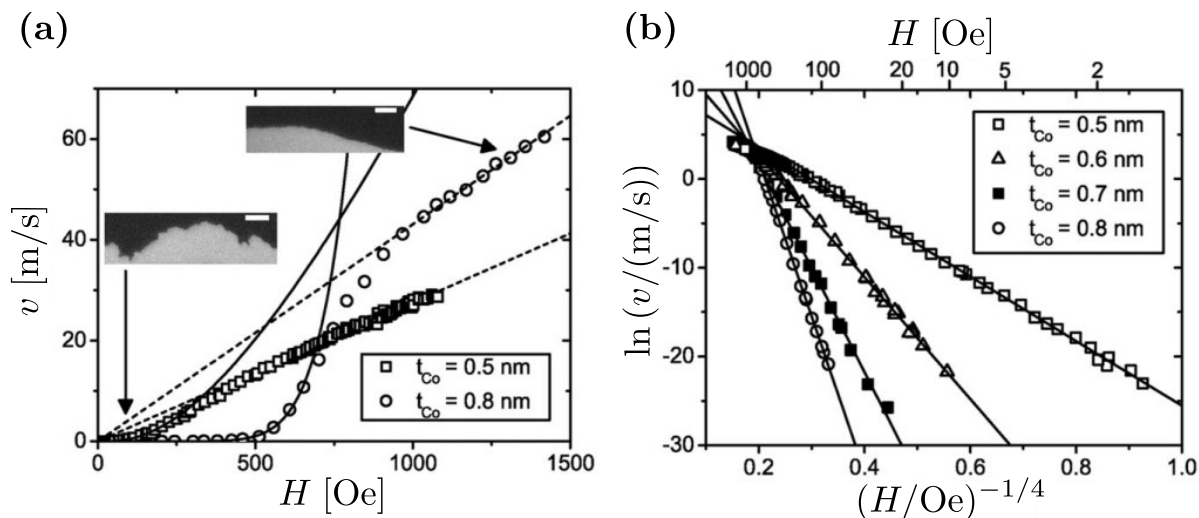 (a)
v [m/s]
60
40
20
0
0
500
1000
1500
H [Oe]
t_Co = 0.5 nm
t_Co = 0.8 nm
(b)
H [Oe]
1000
100
20
10
5
2
ln (v/(m/s))
10
0
-10
-20
-30
0.2
0.4
0.6
0.8
1.0
(H/Oe)^{-1/4}
t_Co = 0.5 nm
t_Co = 0.6 nm
t_Co = 0.7 nm
t_Co = 0.8 nm